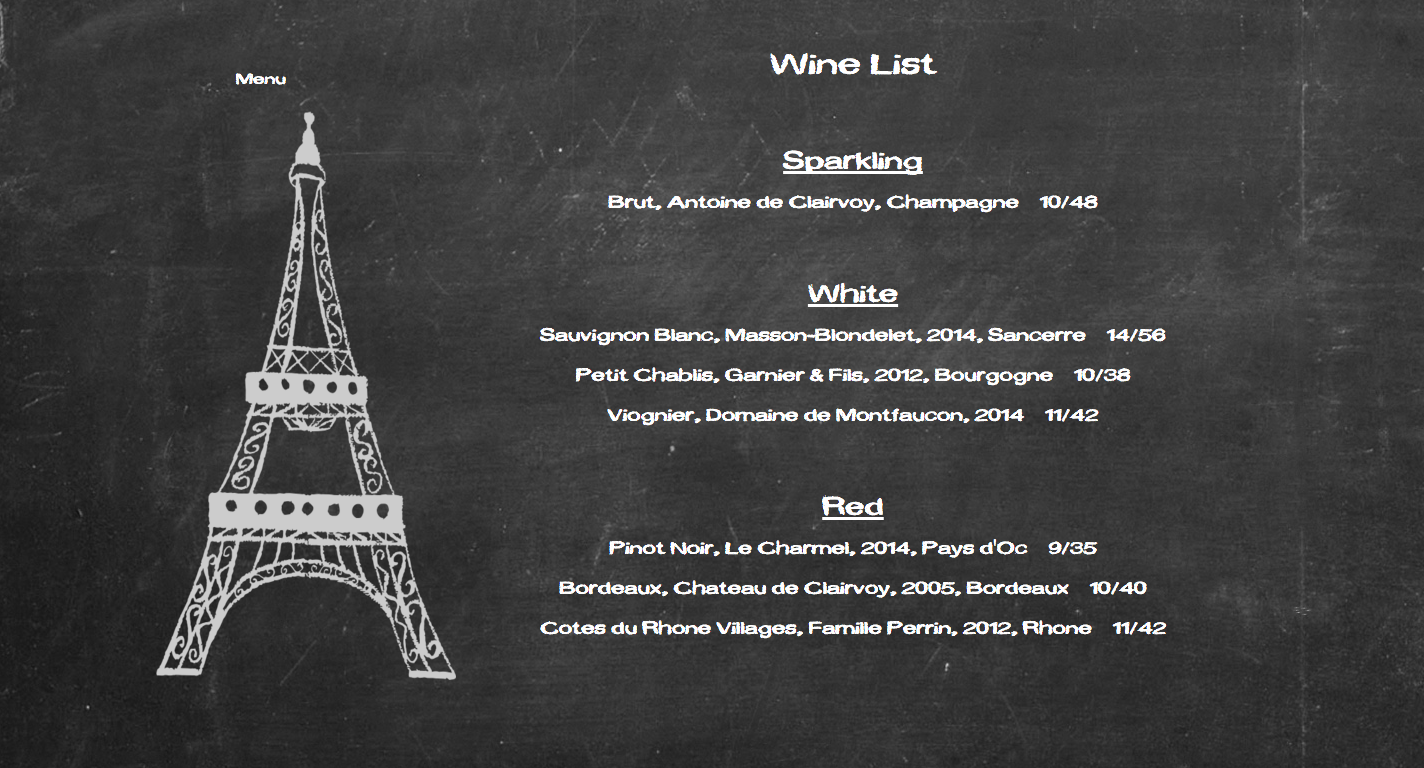 Menu
Wine List
Sparkling
Brut, Antoine de Clairvoy, Champagne 10/48
White
Sauvignon Blanc, Masson-Blondelet, 2014, Sancerre 14/56
Petit Chablis, Garnier & Fils, 2012, Bourgogne 10/38
Viognier, Domaine de Montfaucon, 2014 11/42
Red
Pinot Noir, Le Charmel, 2014, Pays d'Oc 9/35
Bordeaux, Chateau de Clairvoy, 2005, Bordeaux 10/40
Cotes du Rhone Villages, Famille Perrin, 2012, Rhone 11/42